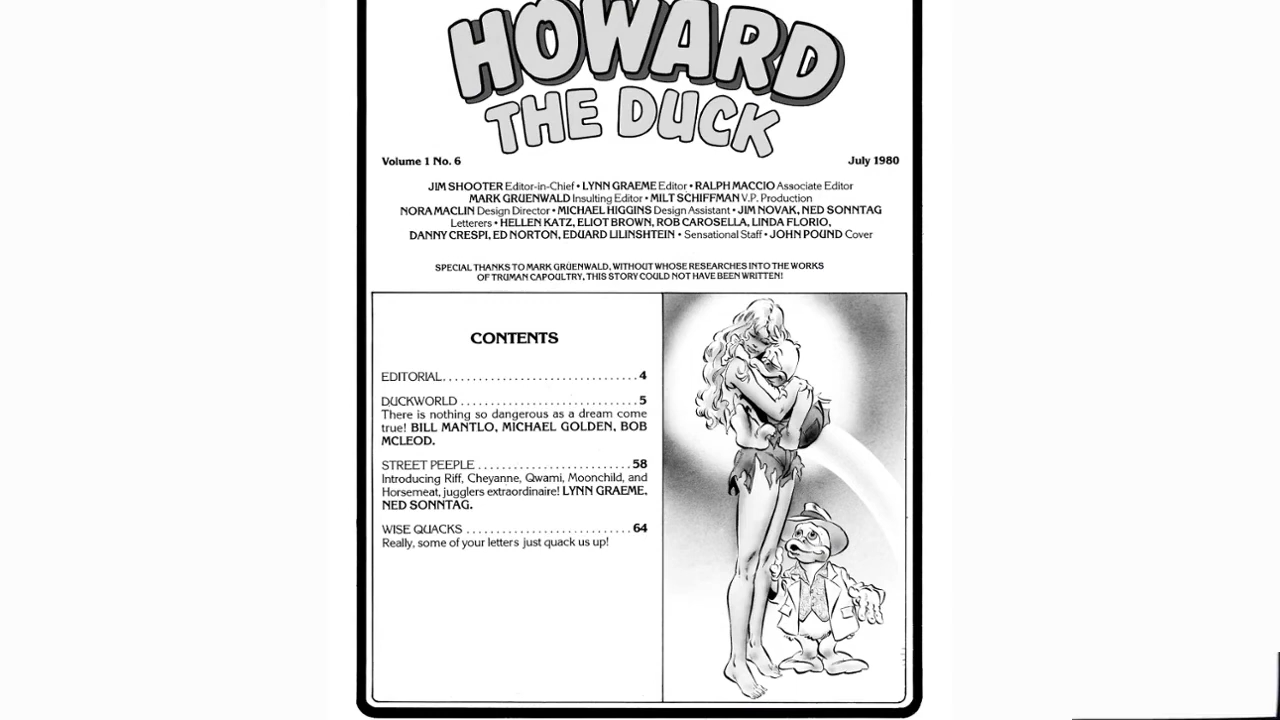 HOWARD
THE DUCK
Volume 1 No. 6
July 1980
JIM SHOOTER Editor-in-Chief • LYNN GRAEME Editor • RALPH MACCIO Associate Editor
MARK GRUENWALD Insulting Editor • MILT SCHIFFMAN V.P. Production
NORA MACLIN Design Director • MICHAEL HIGGINS Design Assistant • JIM NOVAK, NED SONNTAG
Letterers • HELLEN KATZ, ELIOT BROWN, ROB CAROSELLA, LINDA FLORIO,
DANNY CRESPI, ED NORTON, EDUARD LILINSHTEIN • Sensational Staff • JOHN POUND Cover
SPECIAL THANKS TO MARK GRUENWALD, WITHOUT WHOSE RESEARCHES INTO THE WORKS
OF TRUMAN CAPOULTRY, THIS STORY COULD NOT HAVE BEEN WRITTEN!
CONTENTS
EDITORIAL................................4
DUCKWORLD..............................5
There is nothing so dangerous as a dream come
true! BILL MANTLO, MICHAEL GOLDEN, BOB
MCLEOD.
STREET PEEPLE..........................58
Introducing Riff, Cheyanne, Qwami, Moonchild, and
Horsemeat, jugglers extraordinaire! LYNN GRAEME,
NED SONNTAG.
WISE QUACKS............................64
Really, some of your letters just quack us up!